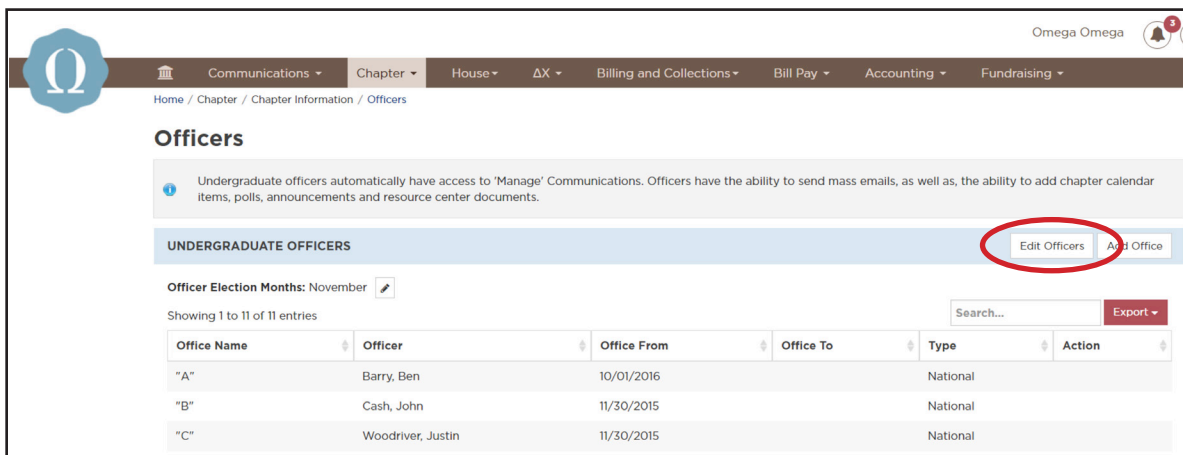 Omega Omega
3
Ω
Communications
Chapter
House
ΔX
Billing and Collections
Bill Pay
Accounting
Fundraising
Home / Chapter / Chapter Information / Officers
Officers
Undergraduate officers automatically have access to 'Manage' Communications. Officers have the ability to send mass emails, as well as, the ability to add chapter calendar
items, polls, announcements and resource center documents.
UNDERGRADUATE OFFICERS
Edit Officers
Add Office
Officer Election Months: November
Showing 1 to 11 of 11 entries
Search...
Export
Office Name Officer Office From Office To Type Action
"A" Barry, Ben 10/01/2016 National
"B" Cash, John 11/30/2015 National
"C" Woodriver, Justin 11/30/2015 National